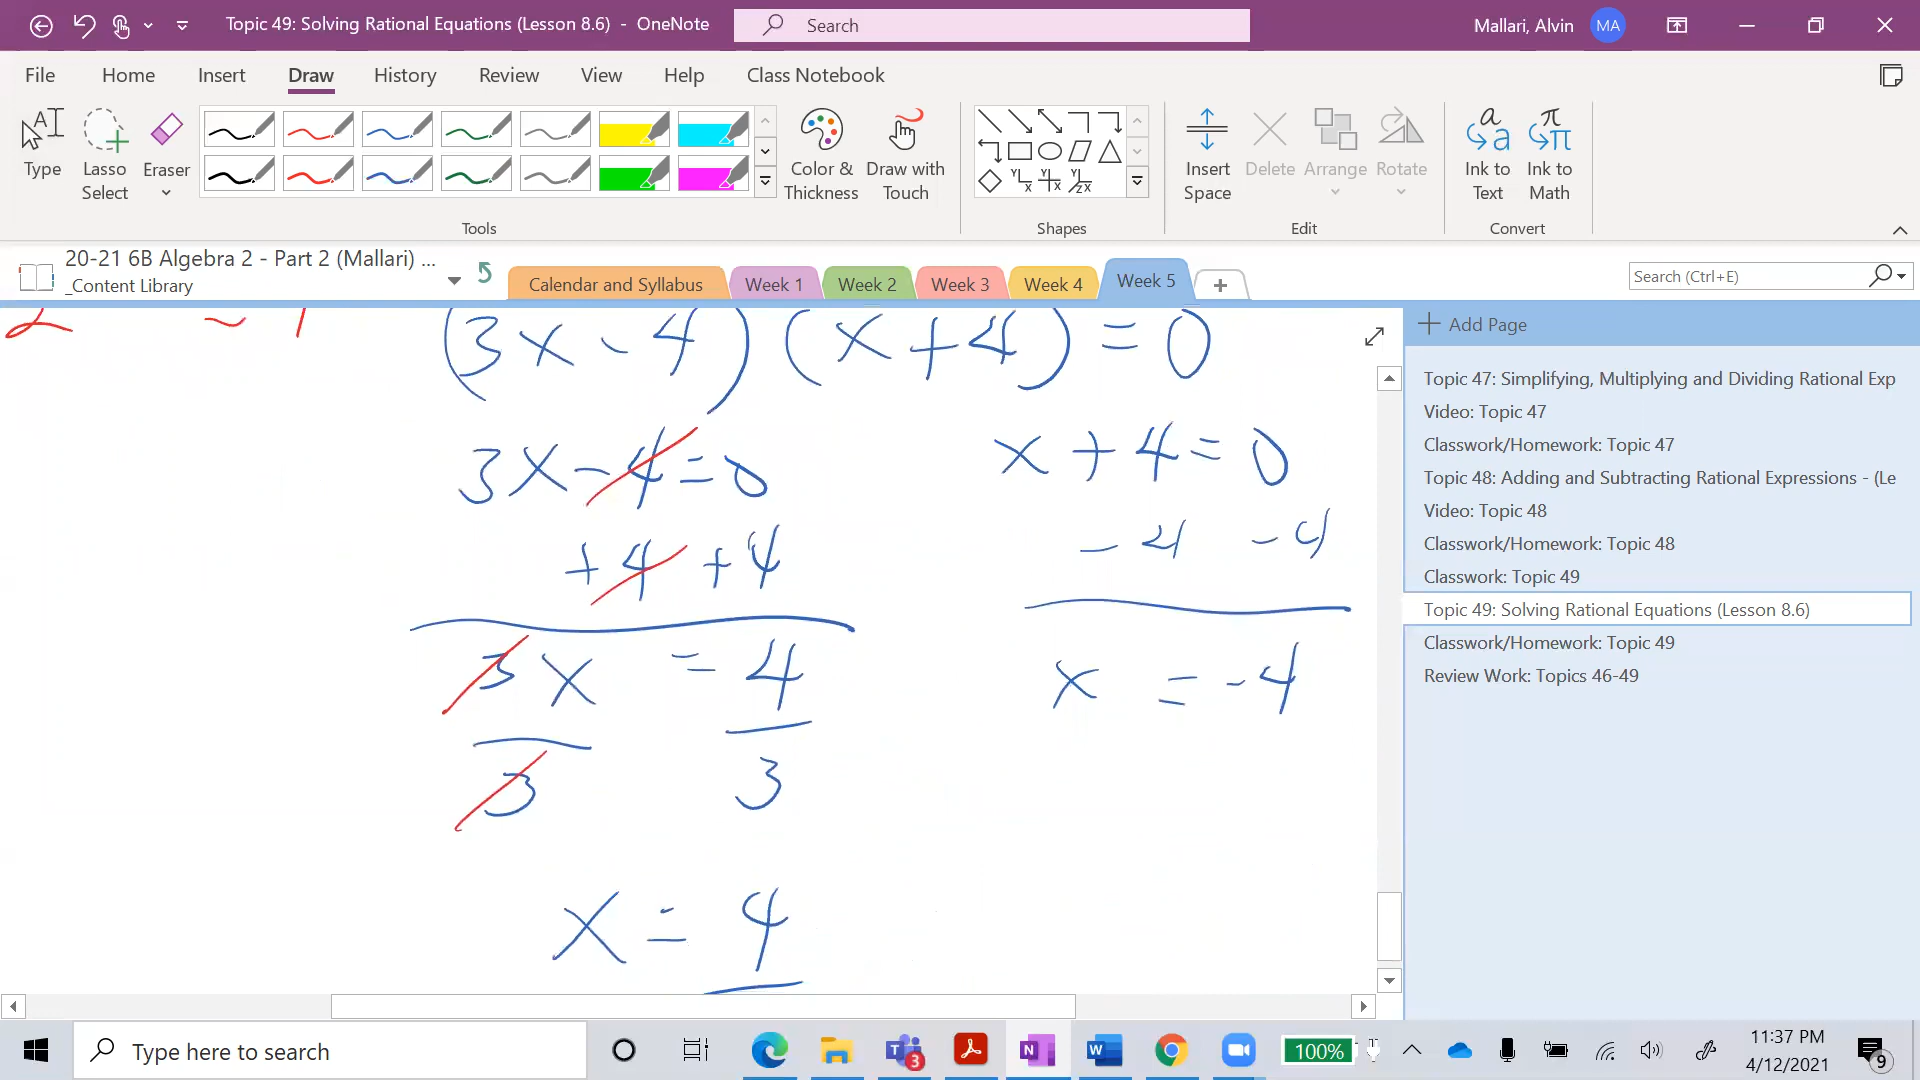 Topic 49: Solving Rational Equations (Lesson 8.6) - OneNote
Search
Mallari, Alvin
MA
File Home Insert Draw History Review View Help Class Notebook
Type
Lasso Select
Eraser
Color & Thickness
Draw with Touch
Insert Space
Delete
Arrange
Rotate
Ink to Text
Ink to Math
Tools
Shapes
Edit
Convert
20-21 6B Algebra 2 - Part 2 (Mallari) ...
_Content Library
Calendar and Syllabus
Week 1
Week 2
Week 3
Week 4
Week 5
Search (Ctrl+E)
Add Page
Topic 47: Simplifying, Multiplying and Dividing Rational Exp
Video: Topic 47
Classwork/Homework: Topic 47
Topic 48: Adding and Subtracting Rational Expressions - (Le
Video: Topic 48
Classwork/Homework: Topic 48
Classwork: Topic 49
Topic 49: Solving Rational Equations (Lesson 8.6)
Classwork/Homework: Topic 49
Review Work: Topics 46-49
2 - 1
(3x - 4)(x + 4) = 0
3x - 4 = 0
+ 4 + 4
3x = 4
3 3
x = 4
x + 4 = 0
- 4 - 4
x = -4
Type here to search
3
100%
11:37 PM
4/12/2021
9